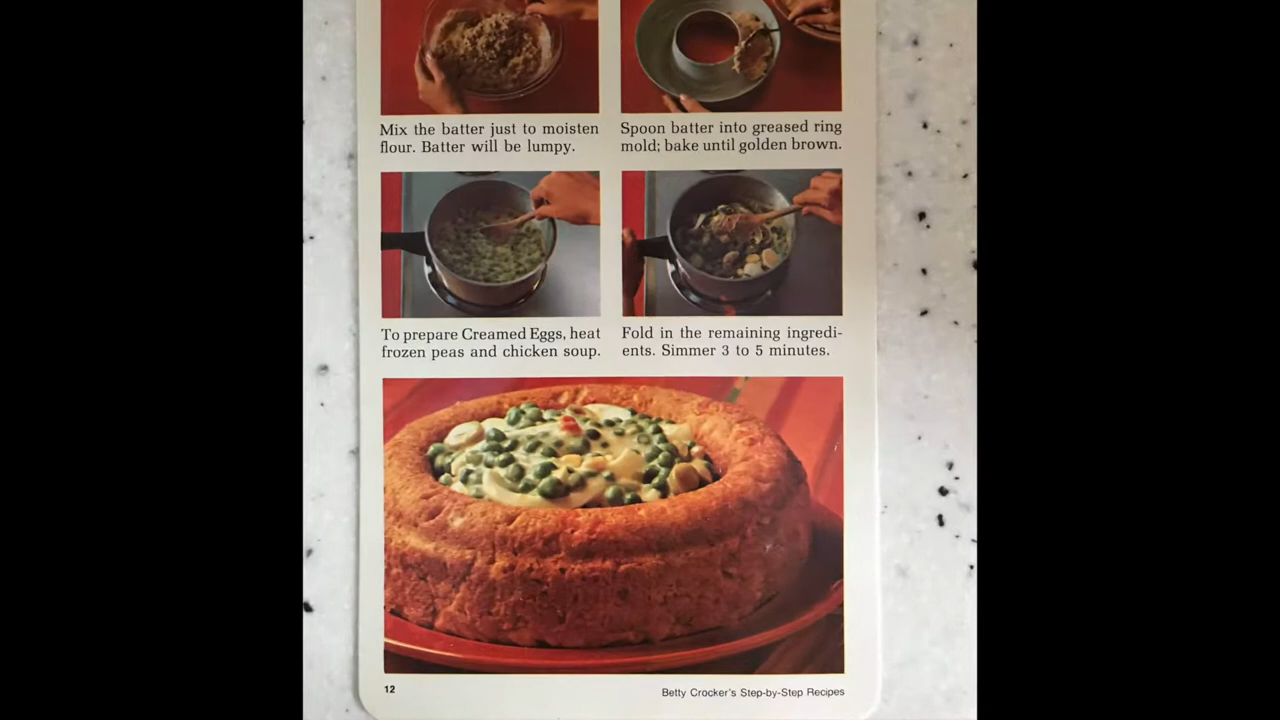 Mix the batter just to moisten
flour. Batter will be lumpy.
Spoon batter into greased ring
mold; bake until golden brown.
To prepare Creamed Eggs, heat
frozen peas and chicken soup.
Fold in the remaining ingredi-
ents. Simmer 3 to 5 minutes.
12
Betty Crocker's Step-by-Step Recipes